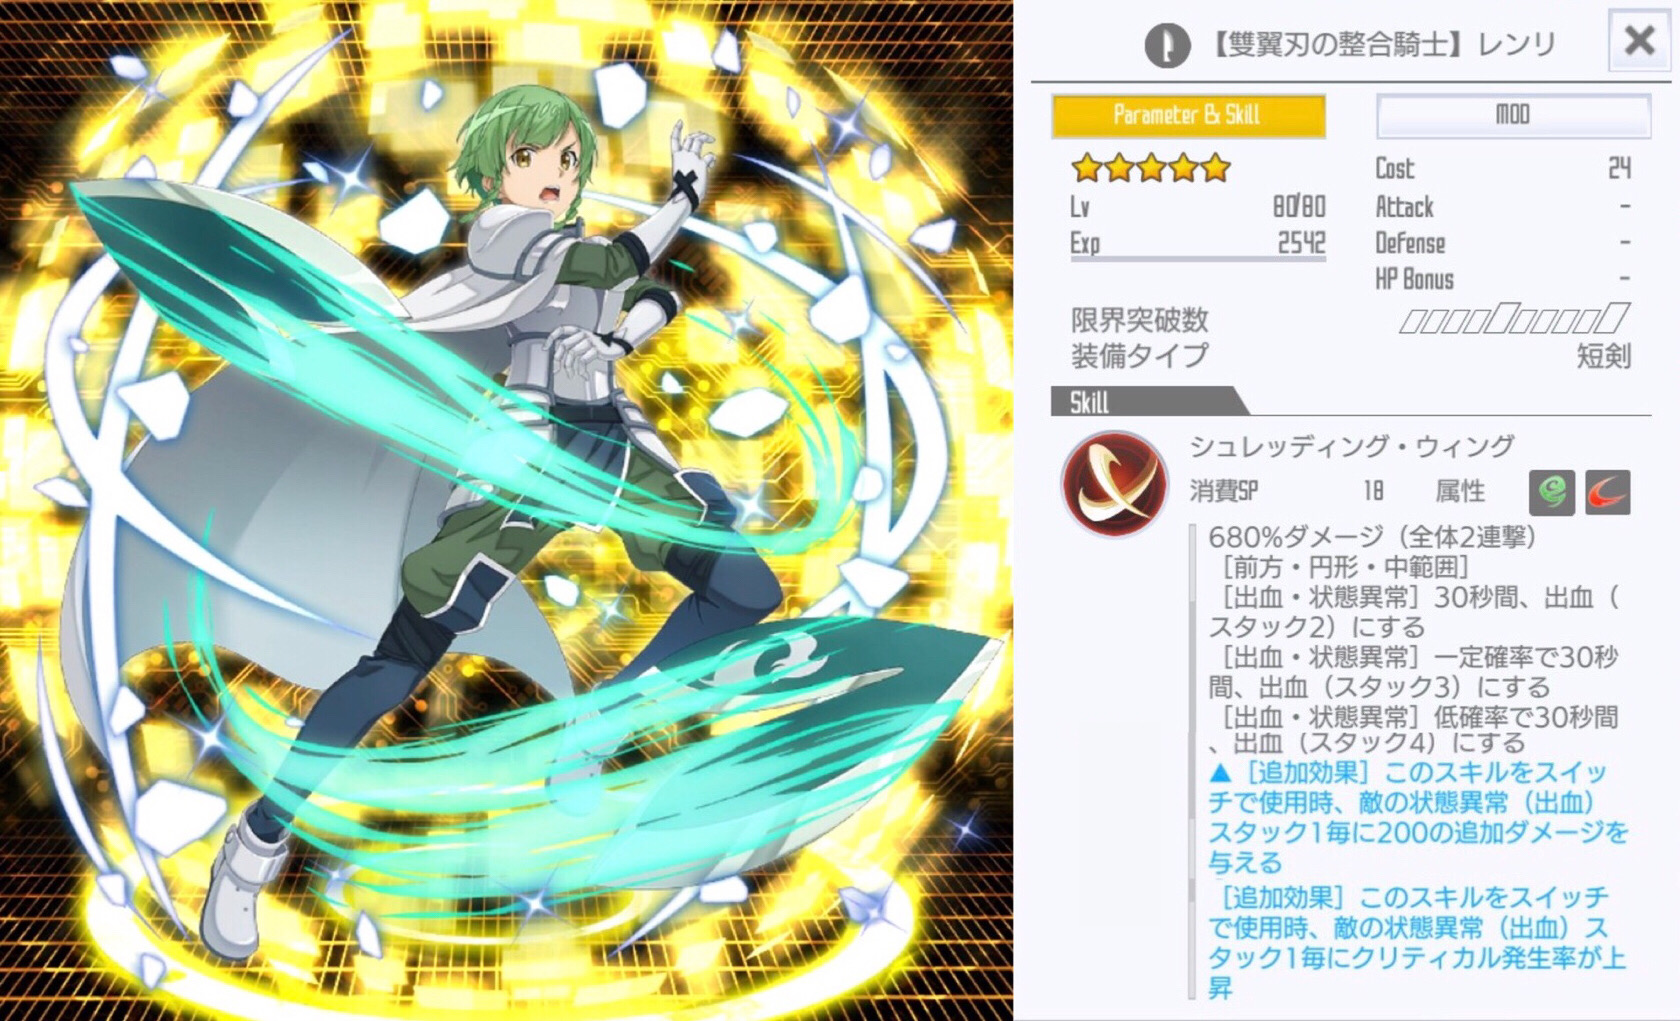 【雙翼刃の整合騎士】レンリ
Parameter & Skill
MOD
Cost 24
Lv 80/80
Attack -
Exp 2542
Defense -
HP Bonus -
限界突破数
装備タイプ 短剣
Skill
シュレッディング・ウィング
消費SP 18 属性
680%ダメージ（全体2連撃）
［前方・円形・中範囲］
［出血・状態異常］30秒間、出血（
スタック2）にする
［出血・状態異常］一定確率で30秒
間、出血（スタック3）にする
［出血・状態異常］低確率で30秒間
、出血（スタック4）にする
▲［追加効果］このスキルをスイッ
チで使用時、敵の状態異常（出血）
スタック1毎に200の追加ダメージを
与える
［追加効果］このスキルをスイッチ
で使用時、敵の状態異常（出血）ス
タック1毎にクリティカル発生率が上
昇